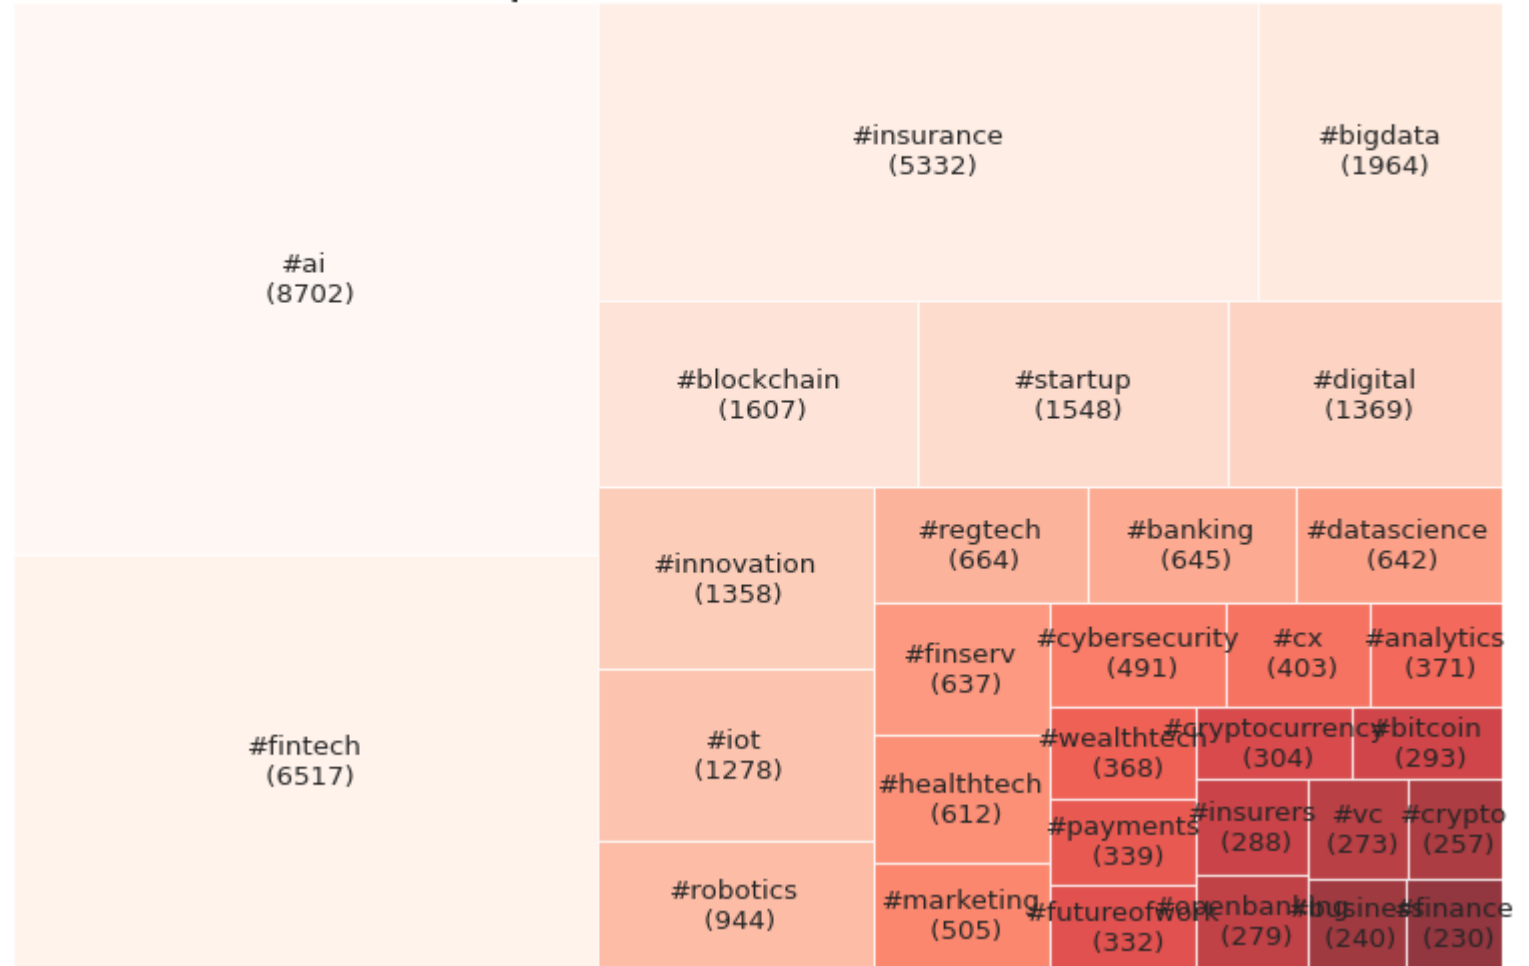 #ai
(8702)
#fintech
(6517)
#insurance
(5332)
#bigdata
(1964)
#blockchain
(1607)
#startup
(1548)
#digital
(1369)
#innovation
(1358)
#iot
(1278)
#robotics
(944)
#regtech
(664)
#banking
(645)
#datascience
(642)
#finserv
(637)
#healthtech
(612)
#marketing
(505)
#cybersecurity
(491)
#cx
(403)
#analytics
(371)
#wealthtech
(368)
#payments
(339)
#futureofwork
(332)
#cryptocurrency
(304)
#bitcoin
(293)
#insurers
(288)
#openbanking
(279)
#vc
(273)
#crypto
(257)
#business
(240)
#finance
(230)